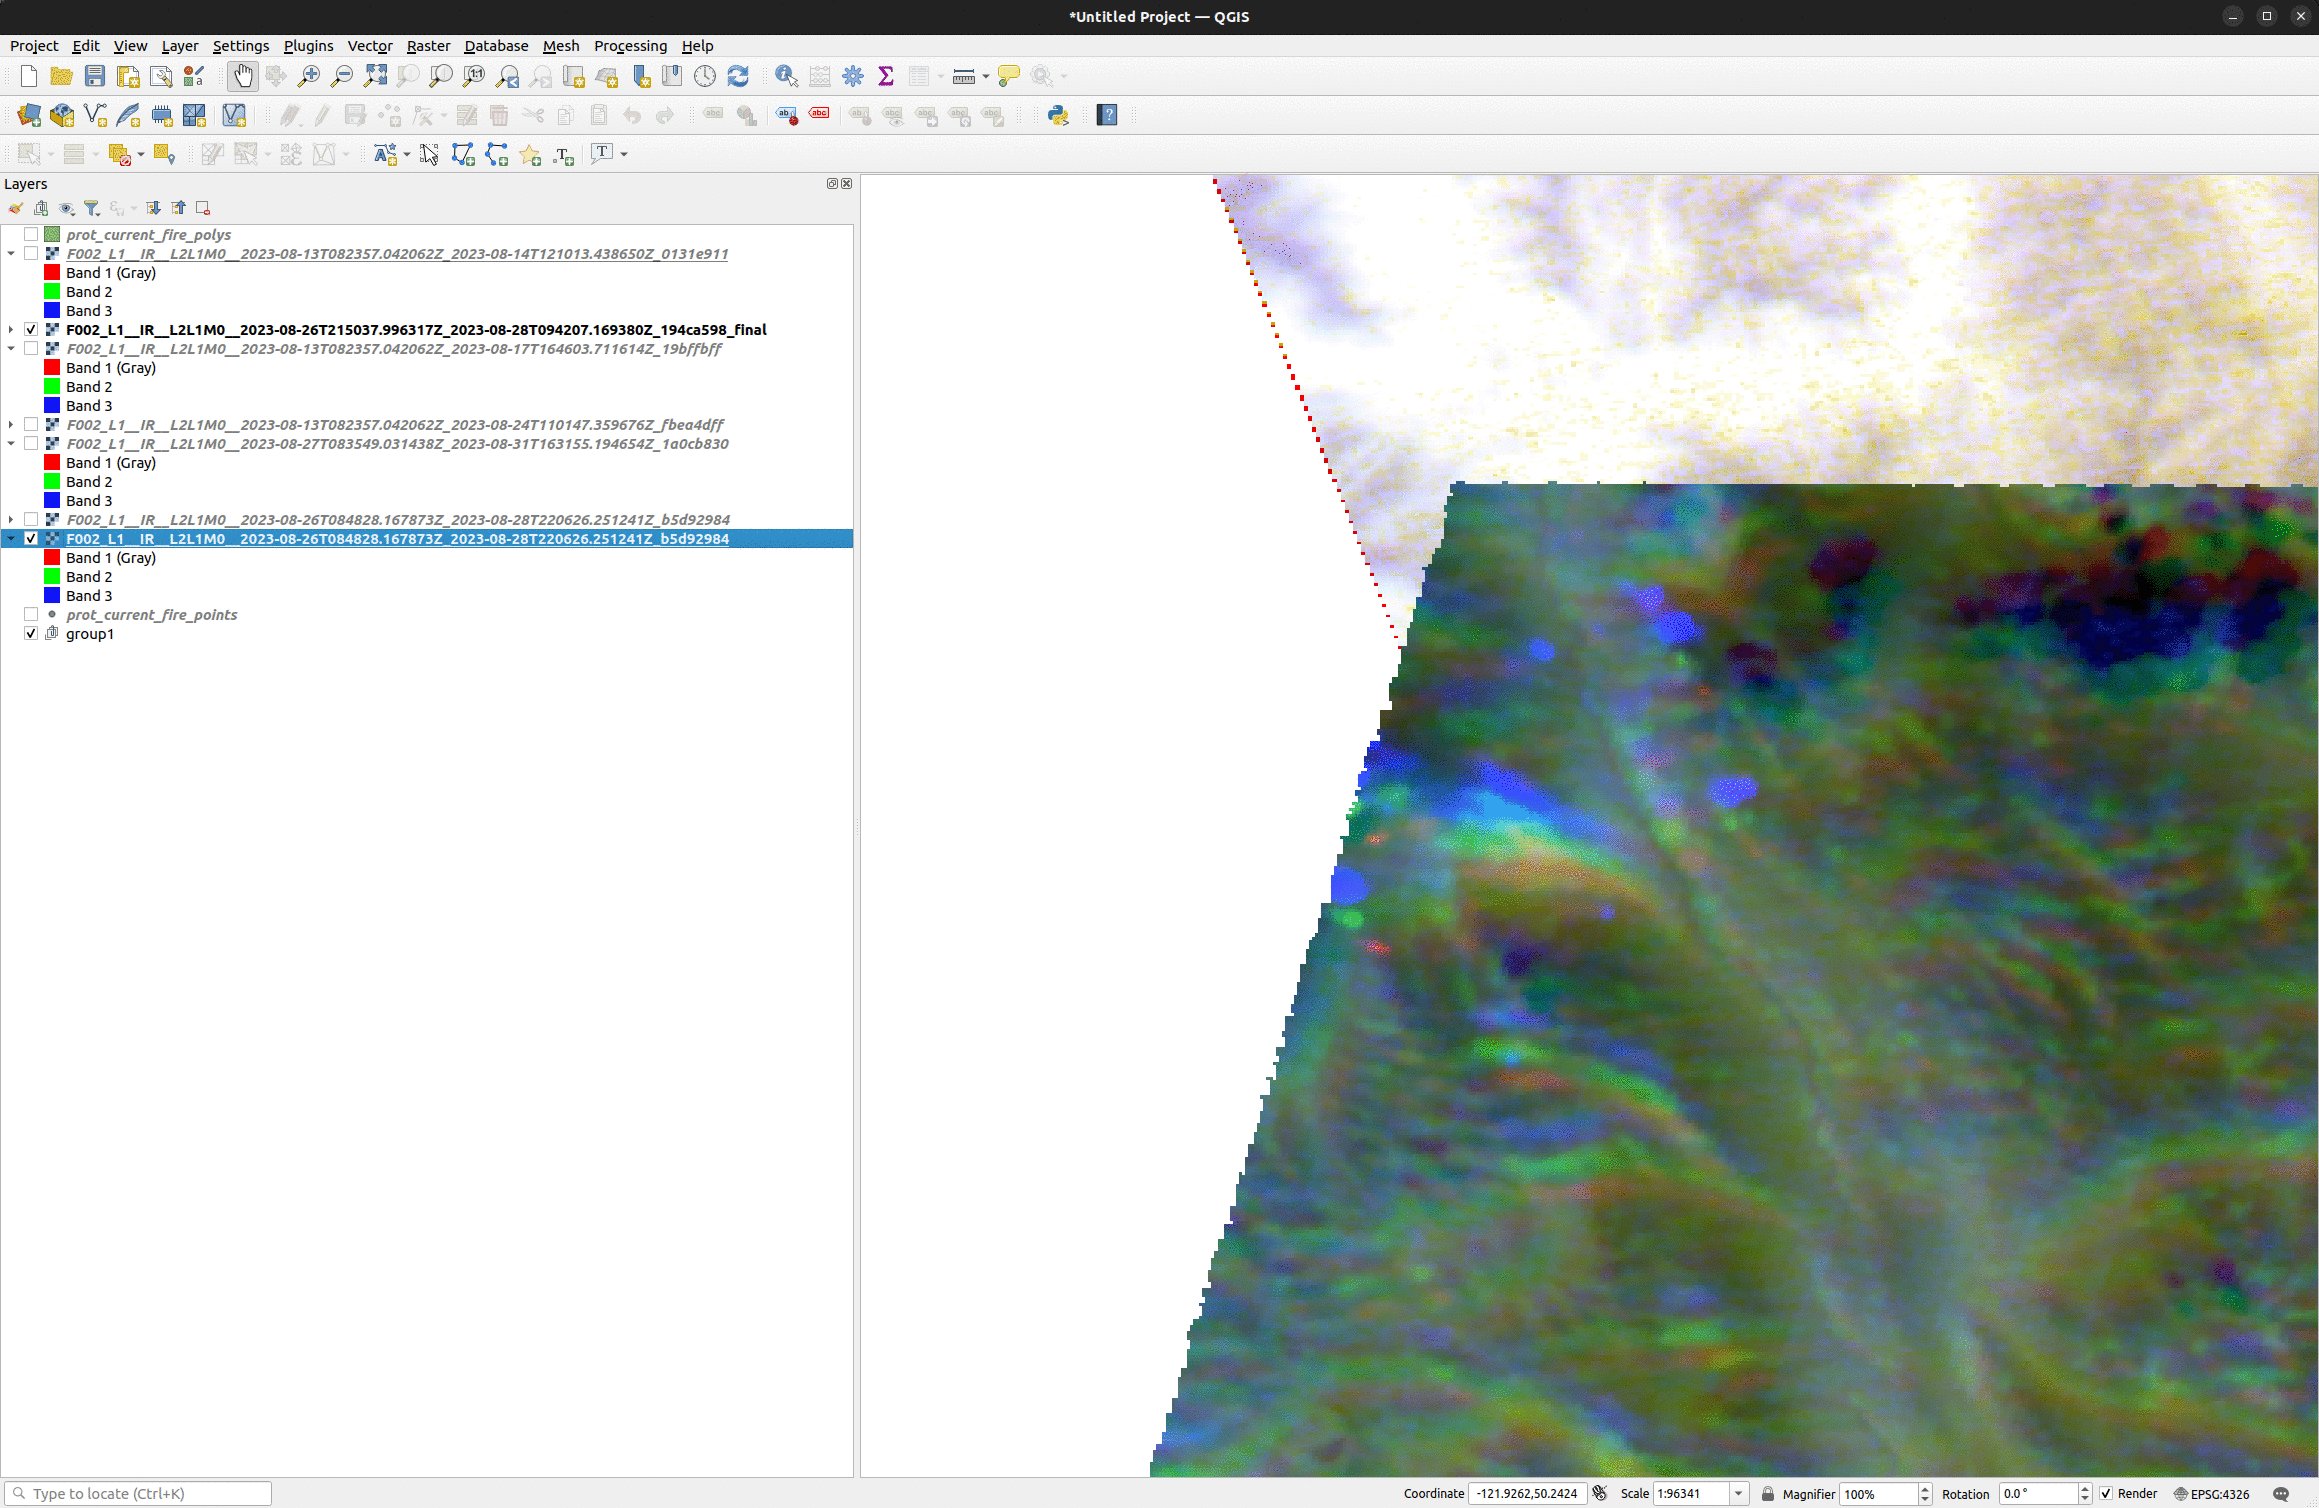 *Untitled Project — QGIS
Project Edit View Layer Settings Plugins Vector Raster Database Mesh Processing Help
Layers
prot_current_fire_polys
F002_L1__IR__L2L1M0__2023-08-13T082357.042062Z_2023-08-14T121013.438650Z_0131e911
Band 1 (Gray)
Band 2
Band 3
F002_L1__IR__L2L1M0__2023-08-26T215037.996317Z_2023-08-28T094207.169380Z_194ca598_final
F002_L1__IR__L2L1M0__2023-08-13T082357.042062Z_2023-08-17T164603.711614Z_19bffbff
Band 1 (Gray)
Band 2
Band 3
F002_L1__IR__L2L1M0__2023-08-13T082357.042062Z_2023-08-24T110147.359676Z_fbea4dff
F002_L1__IR__L2L1M0__2023-08-27T083549.031438Z_2023-08-31T163155.194654Z_1a0cb830
Band 1 (Gray)
Band 2
Band 3
F002_L1__IR__L2L1M0__2023-08-26T084828.167873Z_2023-08-28T220626.251241Z_b5d92984
F002_L1__IR__L2L1M0__2023-08-26T084828.167873Z_2023-08-28T220626.251241Z_b5d92984
Band 1 (Gray)
Band 2
Band 3
prot_current_fire_points
group1
Type to locate (Ctrl+K) Coordinate -121.9262,50.2424 Scale 1:96341 Magnifier 100% Rotation 0.0 ° Render EPSG:4326